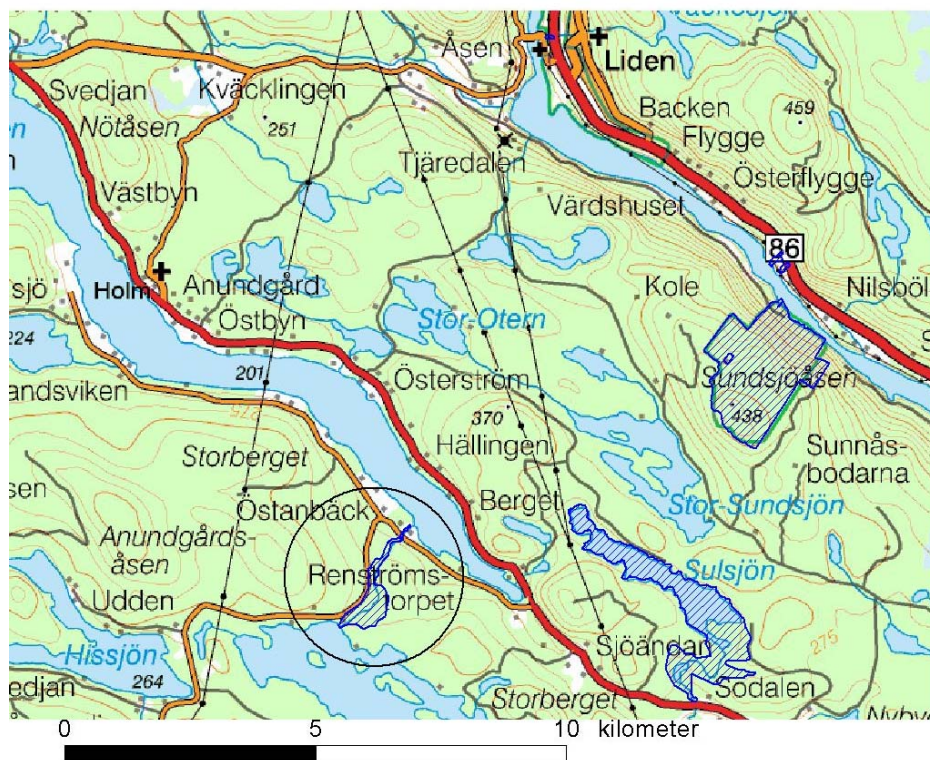 Åsen
Liden
Svedjan
Kväcklingen
Backen
459
Nötåsen
251
Flygge
Tjäredalen
Österflygge
Västbyn
Värdshuset
86
Holm
Anundgård
Kole
Nilsböl
sjö
Östbyn
Stor-Otern
224
201
Sundsjöåsen
andsviken
Österström
275
370
438
Hällingen
Sunnås-
bodarna
Storberget
sen
Östanbäck
Berget
Stor-Sundsjön
Anundgårds-
åsen
Renströms-
torpet
Sulsjön
Udden
Hissjön
Sjöändan
275
edjan
264
Storberget
Sodalen
Nyby
0 5 10 kilometer